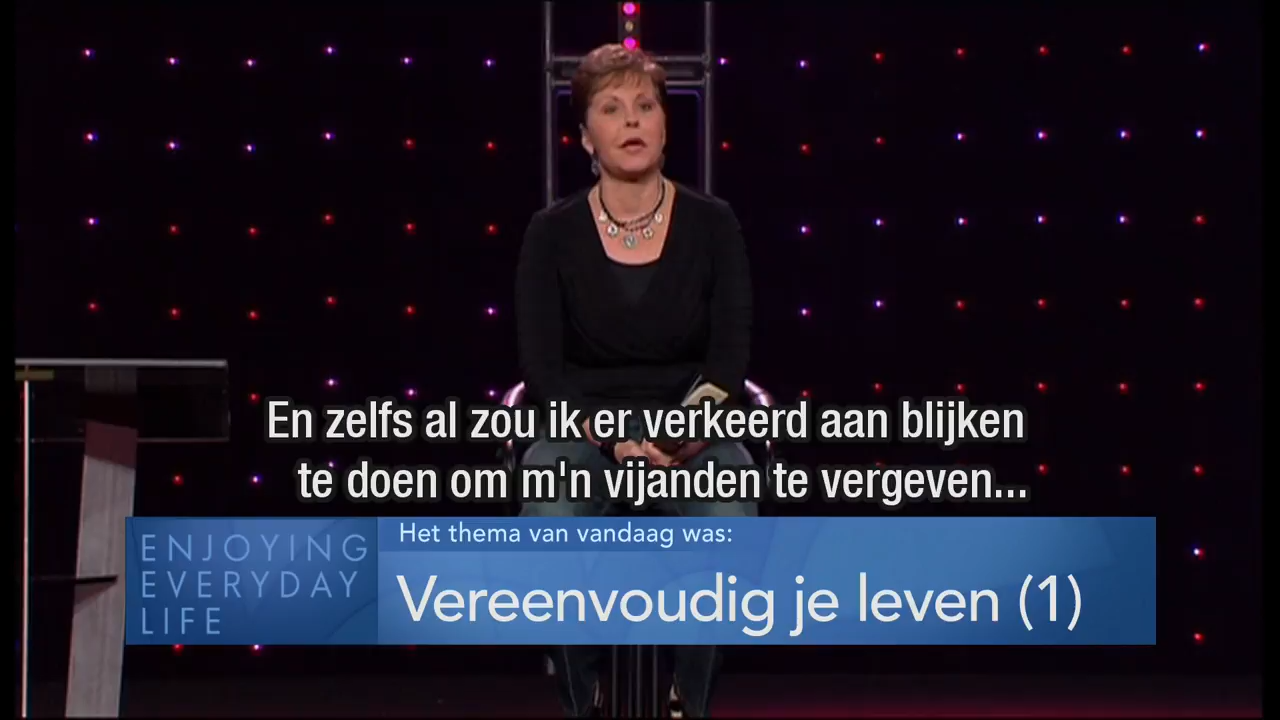 En zelfs al zou ik er verkeerd aan blijken
te doen om m'n vijanden te vergeven...
Het thema van vandaag was:
ENJOYING
EVERYDAY
LIFE
Vereenvoudig je leven (1)